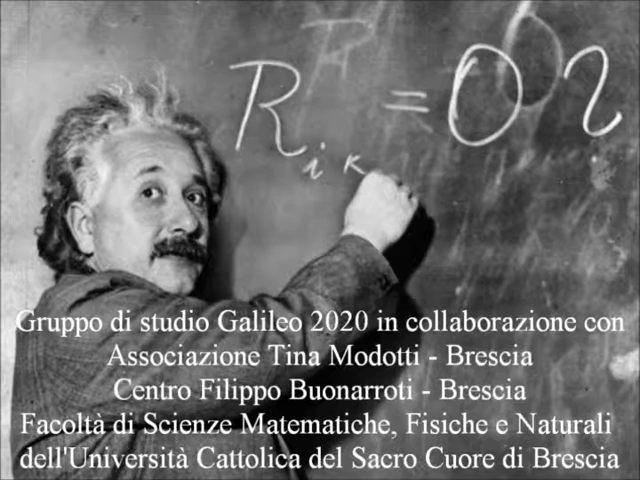 R i κ = 0 ?
Gruppo di studio Galileo 2020 in collaborazione con
Associazione Tina Modotti - Brescia
Centro Filippo Buonarroti - Brescia
Facoltà di Scienze Matematiche, Fisiche e Naturali
dell'Università Cattolica del Sacro Cuore di Brescia